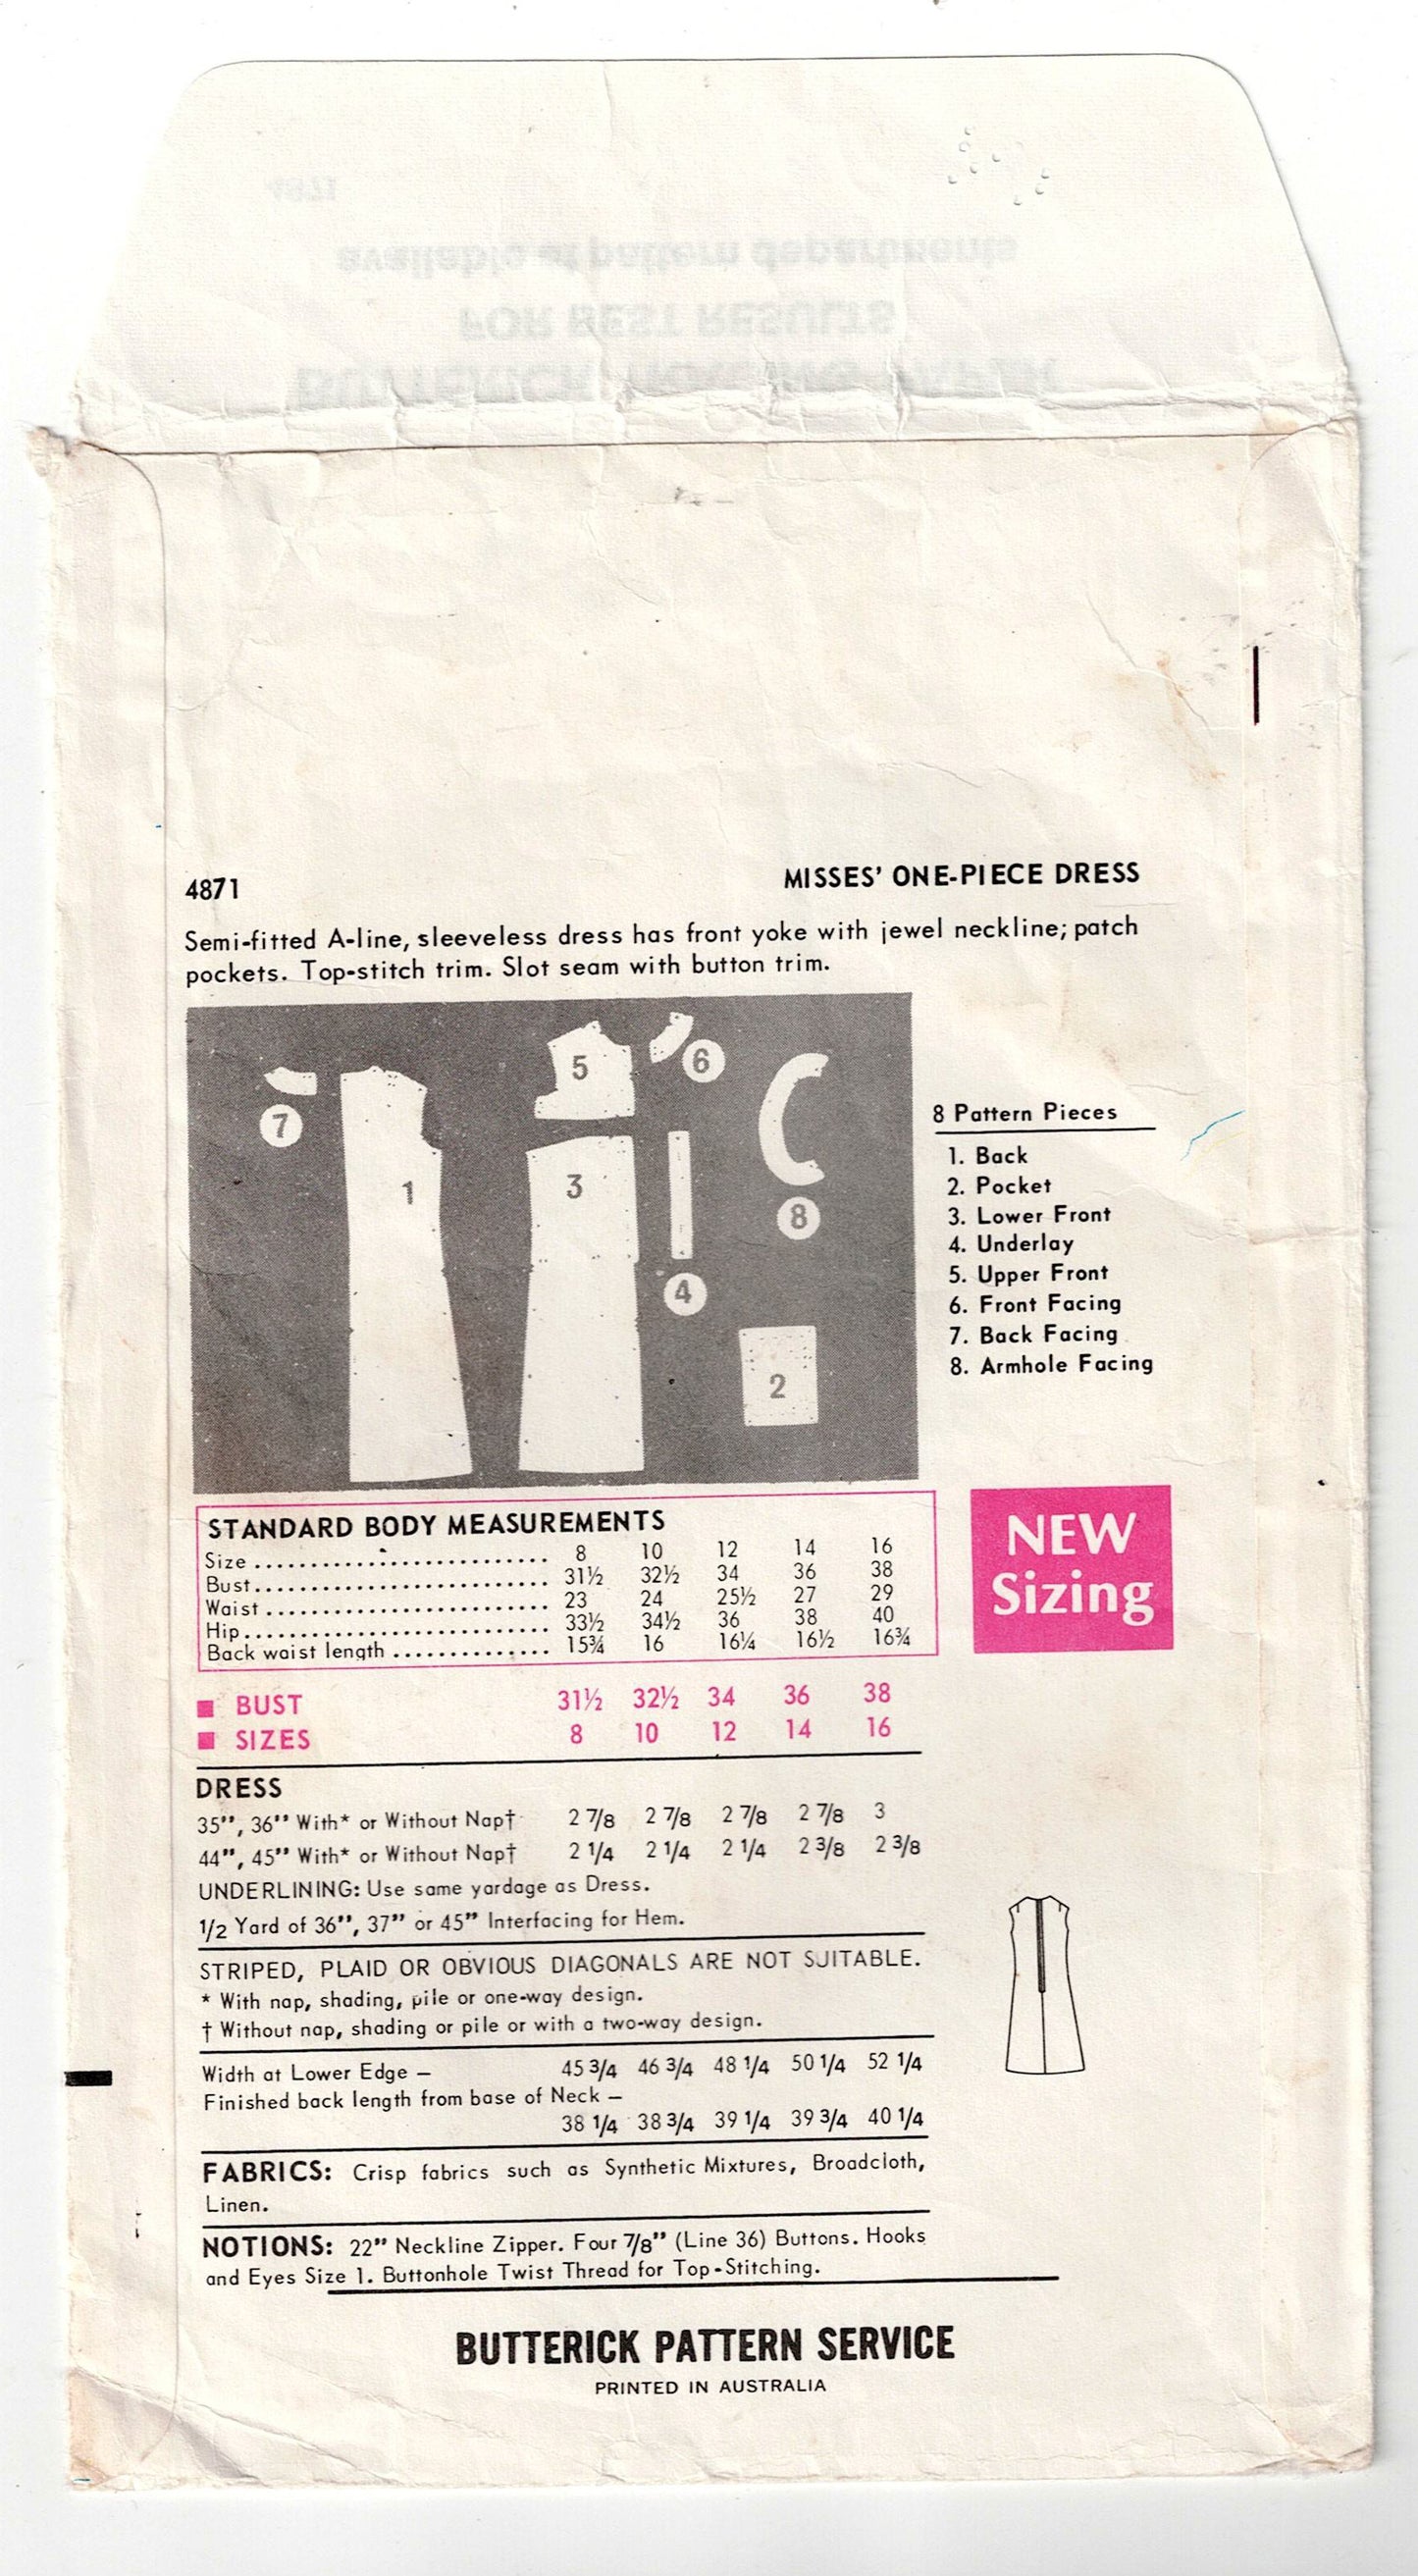 4871
available at pattern departments
FOR BEST RESULTS
BUTTERICK TRACING PAPER
4871 MISSES' ONE-PIECE DRESS
Semi-fitted A-line, sleeveless dress has front yoke with jewel neckline; patch
pockets. Top-stitch trim. Slot seam with button trim.
5
6
7
1
3
8
4
2
8 Pattern Pieces
1. Back
2. Pocket
3. Lower Front
4. Underlay
5. Upper Front
6. Front Facing
7. Back Facing
8. Armhole Facing
STANDARD BODY MEASUREMENTS
Size .......................... 8 10 12 14 16
Bust.......................... 31½ 32½ 34 36 38
Waist ......................... 23 24 25½ 27 29
Hip........................... 33½ 34½ 36 38 40
Back waist length .............. 15¾ 16 16¼ 16½ 16¾
NEW
Sizing
■ BUST 31½ 32½ 34 36 38
■ SIZES 8 10 12 14 16
DRESS
35", 36" With* or Without Nap† 2 7/8 2 7/8 2 7/8 2 7/8 3
44", 45" With* or Without Nap† 2 1/4 2 1/4 2 1/4 2 3/8 2 3/8
UNDERLINING: Use same yardage as Dress.
1/2 Yard of 36", 37" or 45" Interfacing for Hem.
STRIPED, PLAID OR OBVIOUS DIAGONALS ARE NOT SUITABLE.
* With nap, shading, pile or one-way design.
† Without nap, shading or pile or with a two-way design.
Width at Lower Edge — 45 3/4 46 3/4 48 1/4 50 1/4 52 1/4
Finished back length from base of Neck —
38 1/4 38 3/4 39 1/4 39 3/4 40 1/4
FABRICS: Crisp fabrics such as Synthetic Mixtures, Broadcloth,
Linen.
NOTIONS: 22" Neckline Zipper. Four 7/8" (Line 36) Buttons. Hooks
and Eyes Size 1. Buttonhole Twist Thread for Top-Stitching.
BUTTERICK PATTERN SERVICE
PRINTED IN AUSTRALIA